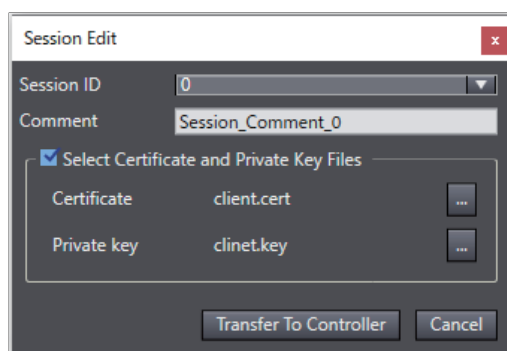 Session Edit
x
Session ID 0
Comment Session_Comment_0
Select Certificate and Private Key Files
Certificate client.cert ...
Private key clinet.key ...
Transfer To Controller Cancel